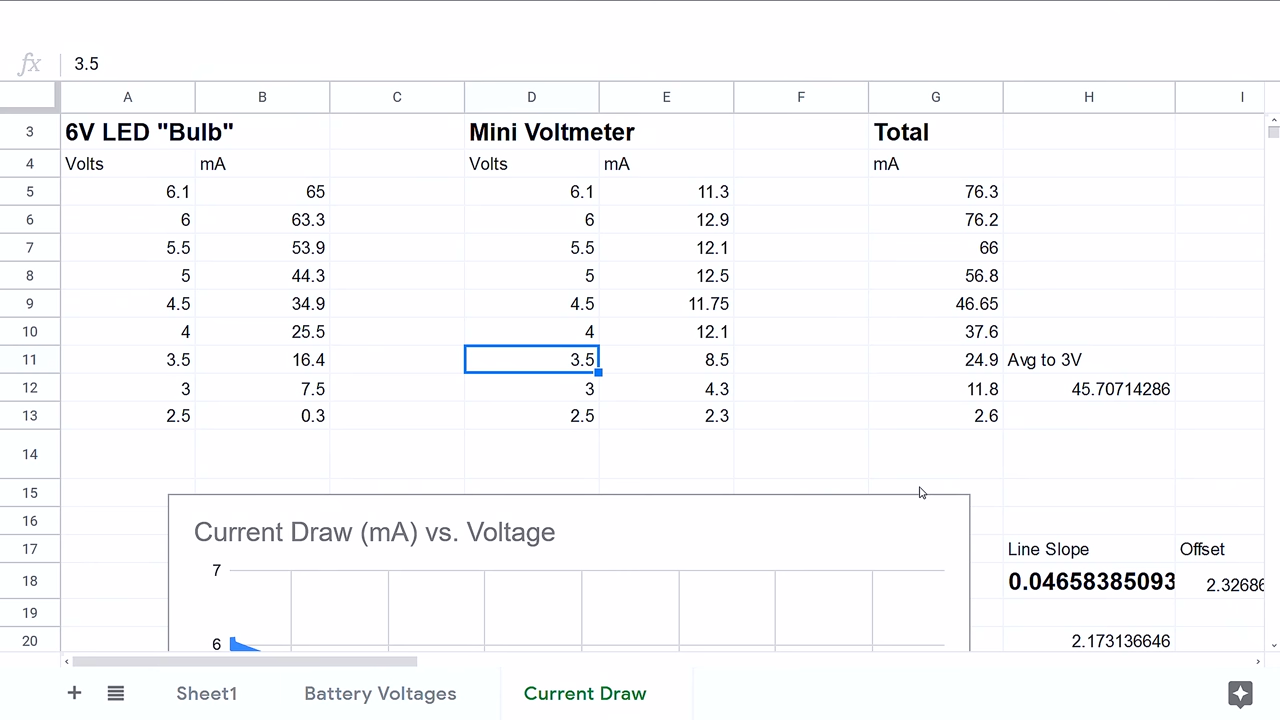 fx 3.5
A B C D E F G H I
3 6V LED "Bulb" Mini Voltmeter Total
4 Volts mA Volts mA mA
5 6.1 65 6.1 11.3 76.3
6 6 63.3 6 12.9 76.2
7 5.5 53.9 5.5 12.1 66
8 5 44.3 5 12.5 56.8
9 4.5 34.9 4.5 11.75 46.65
10 4 25.5 4 12.1 37.6
11 3.5 16.4 3.5 8.5 24.9 Avg to 3V
12 3 7.5 3 4.3 11.8 45.70714286
13 2.5 0.3 2.5 2.3 2.6
14
15
16
Current Draw (mA) vs. Voltage
17 Line Slope Offset
7
18 0.04658385093 2.32686
19
20 6 2.173136646
+ Sheet1 Battery Voltages Current Draw